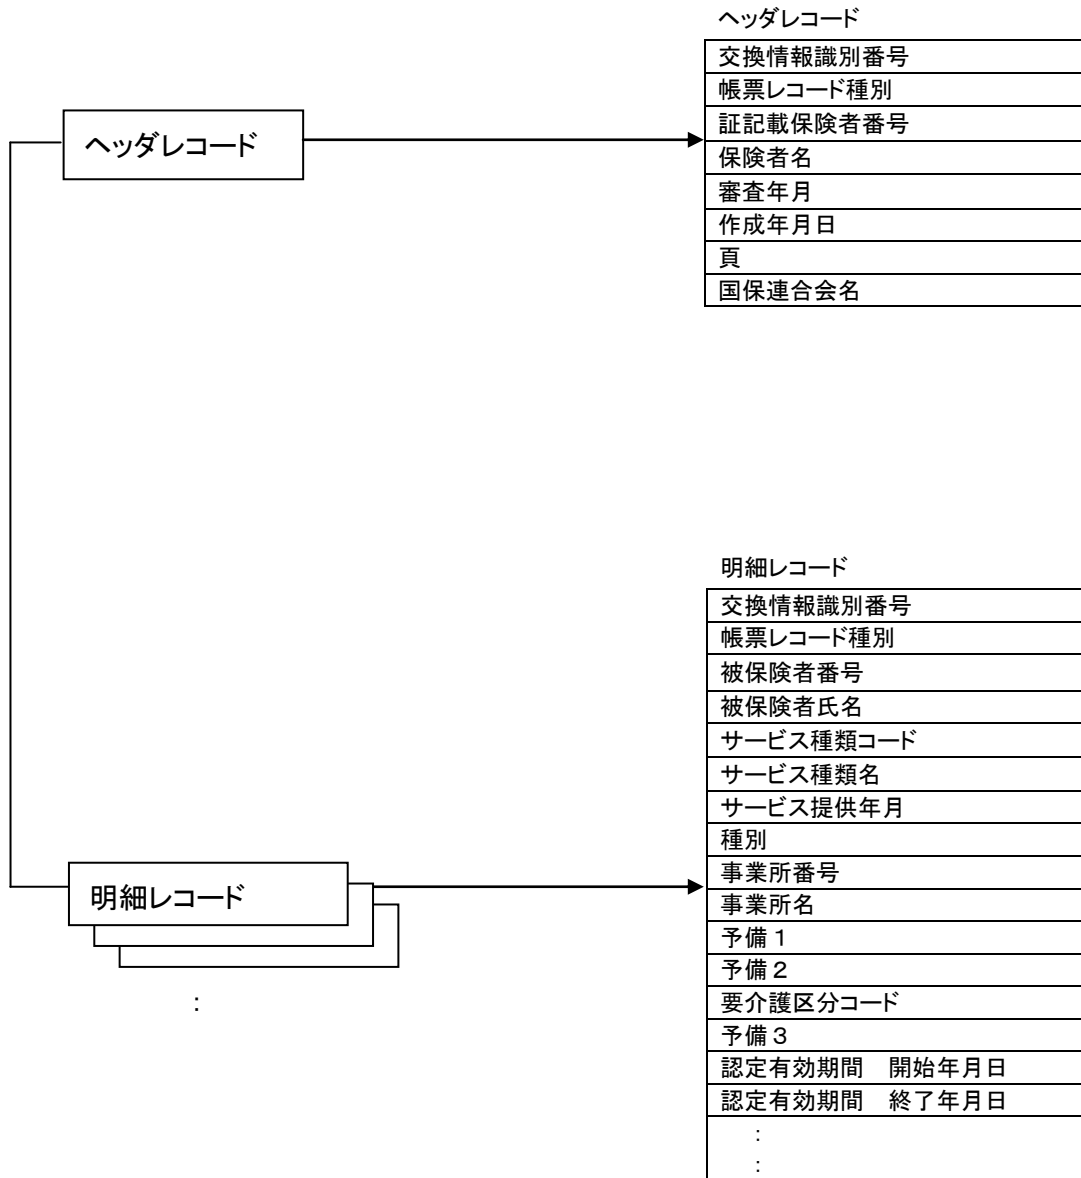 ヘッダレコード
交換情報識別番号
帳票レコード種別
証記載保険者番号
保険者名
審査年月
作成年月日
頁
国保連合会名
ヘッダレコード
明細レコード
交換情報識別番号
帳票レコード種別
被保険者番号
被保険者氏名
サービス種類コード
サービス種類名
サービス提供年月
種別
事業所番号
事業所名
予備１
予備２
要介護区分コード
予備３
認定有効期間　開始年月日
認定有効期間　終了年月日
：
：
明細レコード
：